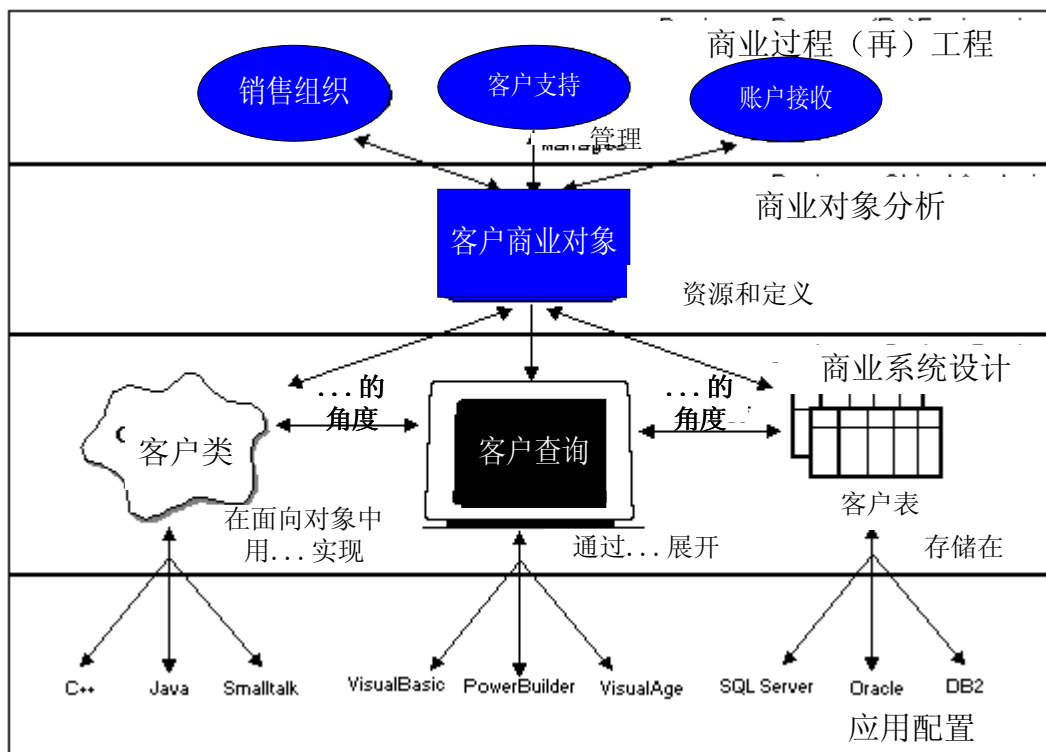 商业过程（再）工程
销售组织
客户支持
账户接收
管理
商业对象分析
客户商业对象
资源和定义
商业系统设计
...的
角度
...的
角度
客户类
客户查询
客户表
在面向对象中
用...实现
通过...展开
存储在
C++
Java
Smalltalk
VisualBasic
PowerBuilder
VisualAge
SQL Server
Oracle
DB2
应用配置